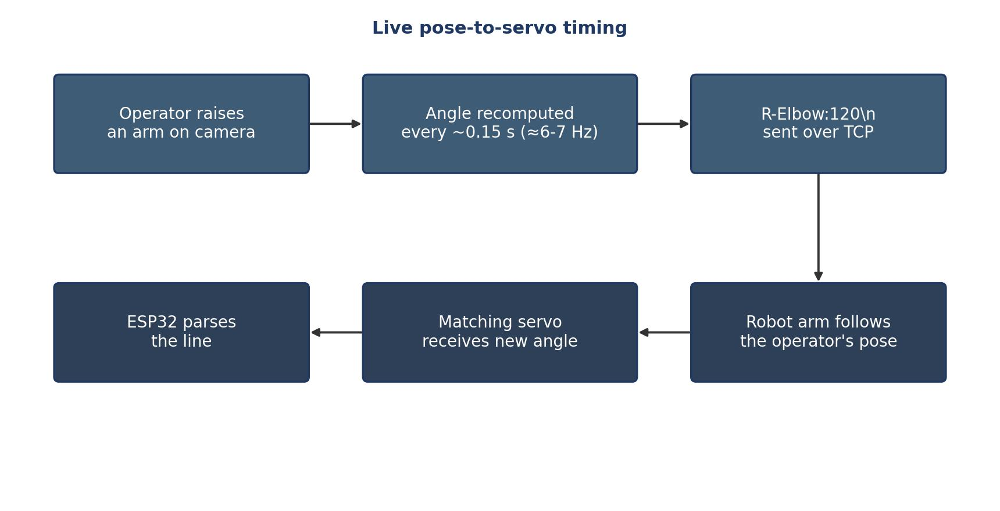 Live pose-to-servo timing
Operator raises
an arm on camera
Angle recomputed
every ~0.15 s (≈6-7 Hz)
R-Elbow:120\n
sent over TCP
ESP32 parses
the line
Matching servo
receives new angle
Robot arm follows
the operator's pose